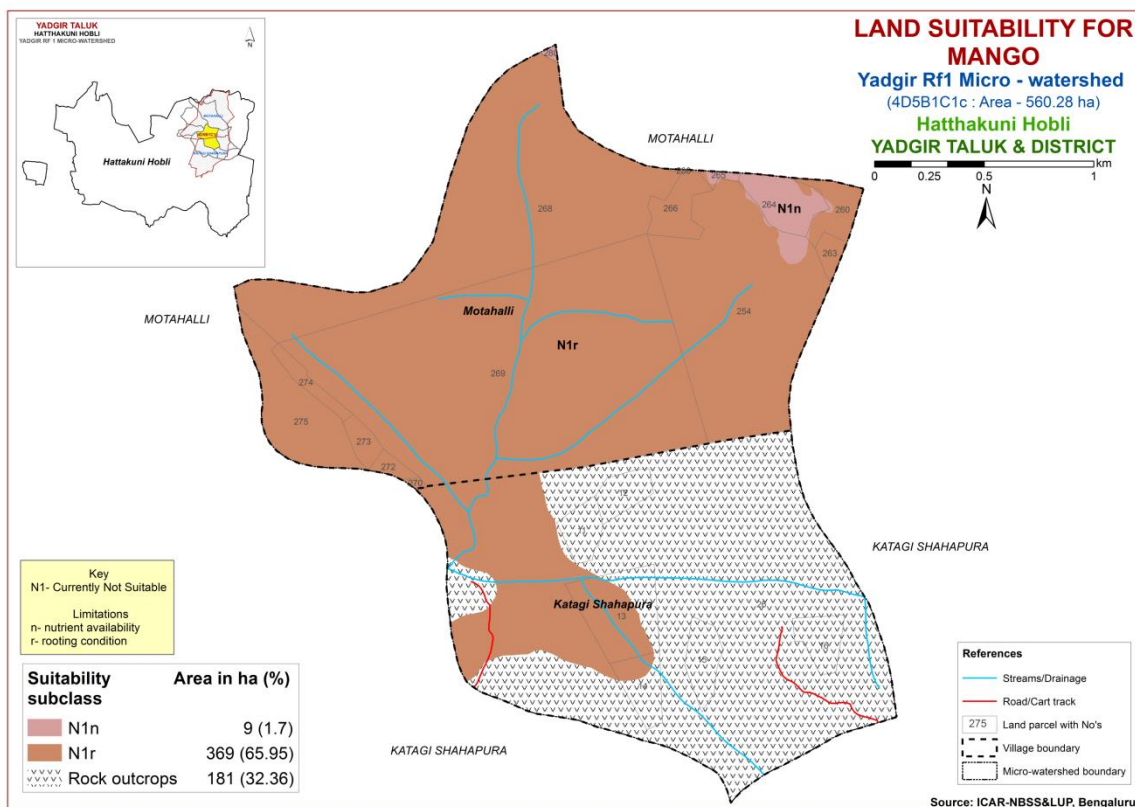 YADGIR TALUK
HATTHAKUNI HOBLI
YADGIR RF 1 MICRO-WATERSHED
N
Hattakuni Hobli
LAND SUITABILITY FOR
MANGO
Yadgir Rf1 Micro - watershed
(4D5B1C1c : Area - 560.28 ha)
Hatthakuni Hobli
YADGIR TALUK & DISTRICT
km
0 0.25 0.5 1
N
MOTAHALLI
268
266
265
264
N1n
260
263
MOTAHALLI
Motahalli
254
N1r
269
274
275
273
272
270
12
11
KATAGI SHAHAPURA
Katagi Shahapura
13
14
KATAGI SHAHAPURA
Key
N1- Currently Not Suitable
Limitations
n- nutrient availability
r- rooting condition
Suitability
subclass
Area in ha (%)
N1n 9 (1.7)
N1r 369 (65.95)
Rock outcrops 181 (32.36)
References
Streams/Drainage
Road/Cart track
275 Land parcel with No's
Village boundary
Micro-watershed boundary
Source: ICAR-NBSS&LUP, Bengaluru